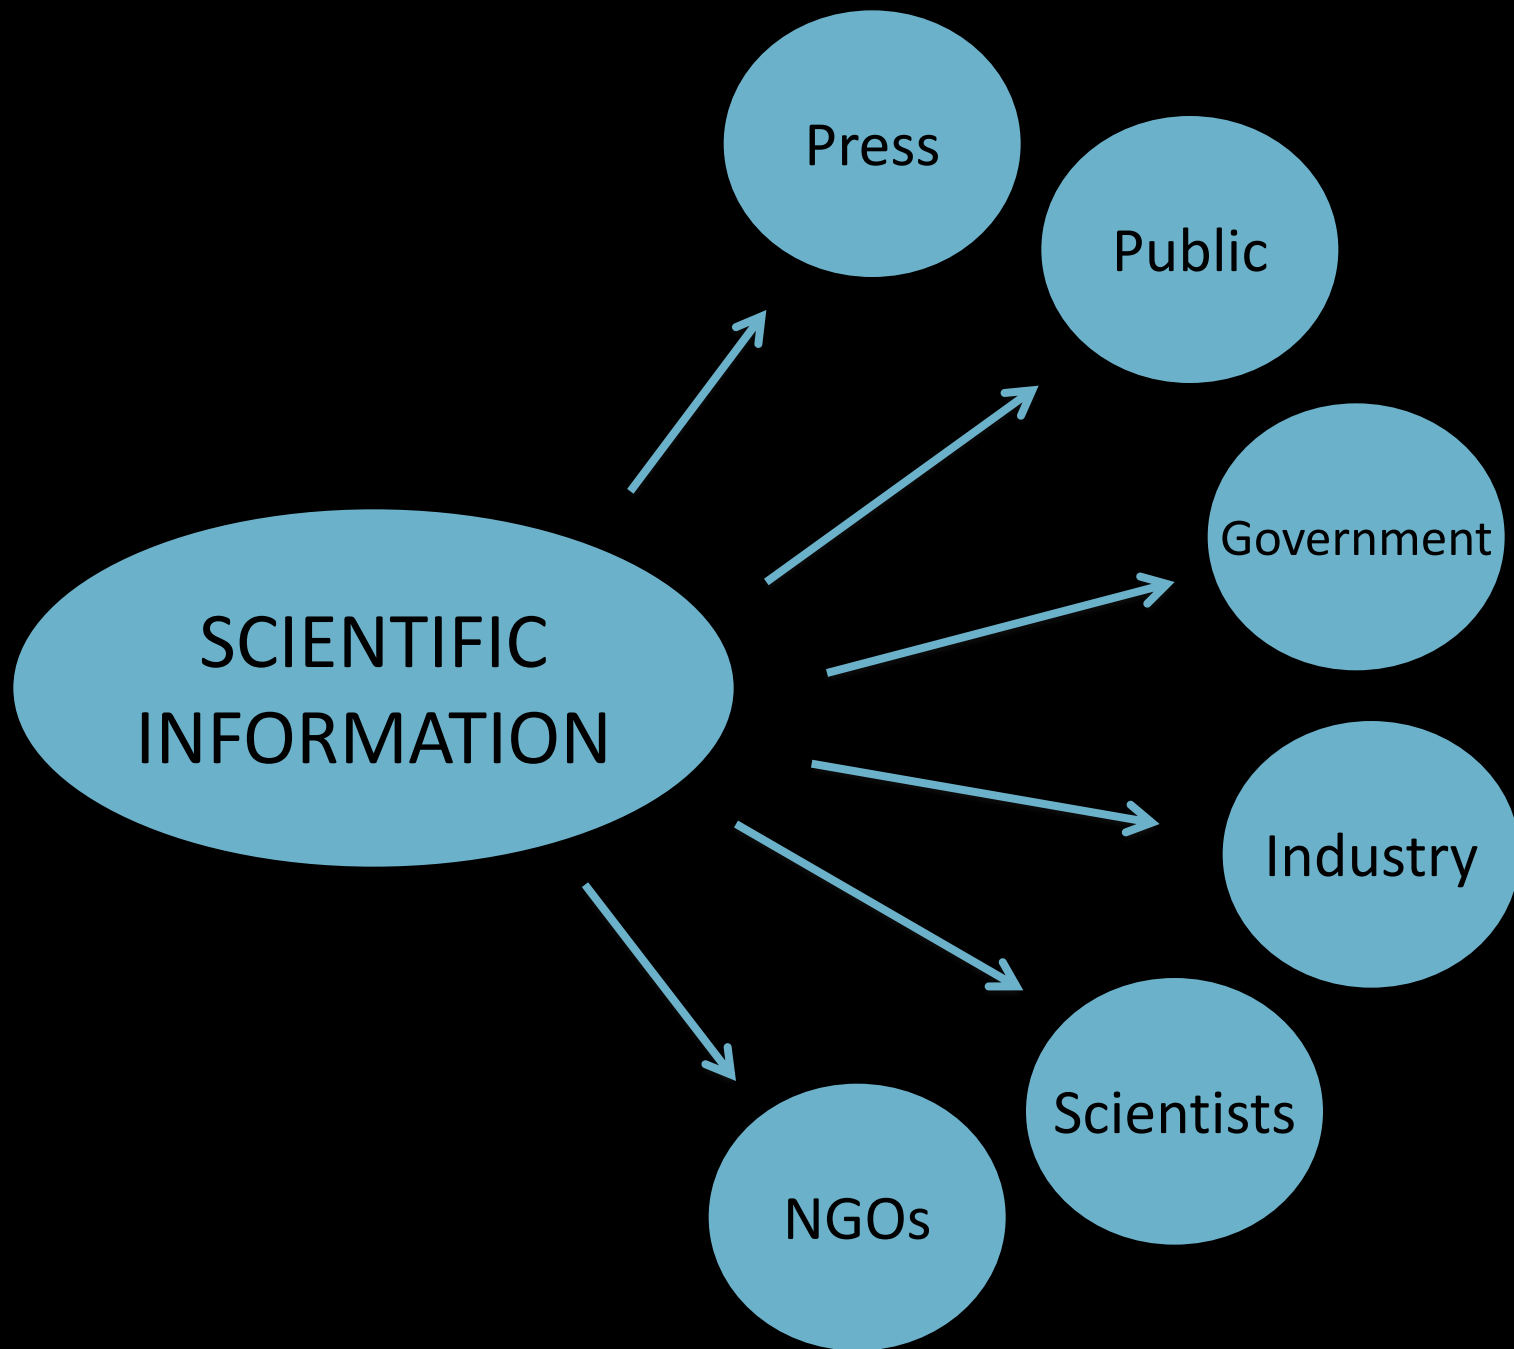 Press
Public
Government
SCIENTIFIC
INFORMATION
Industry
Scientists
NGOs